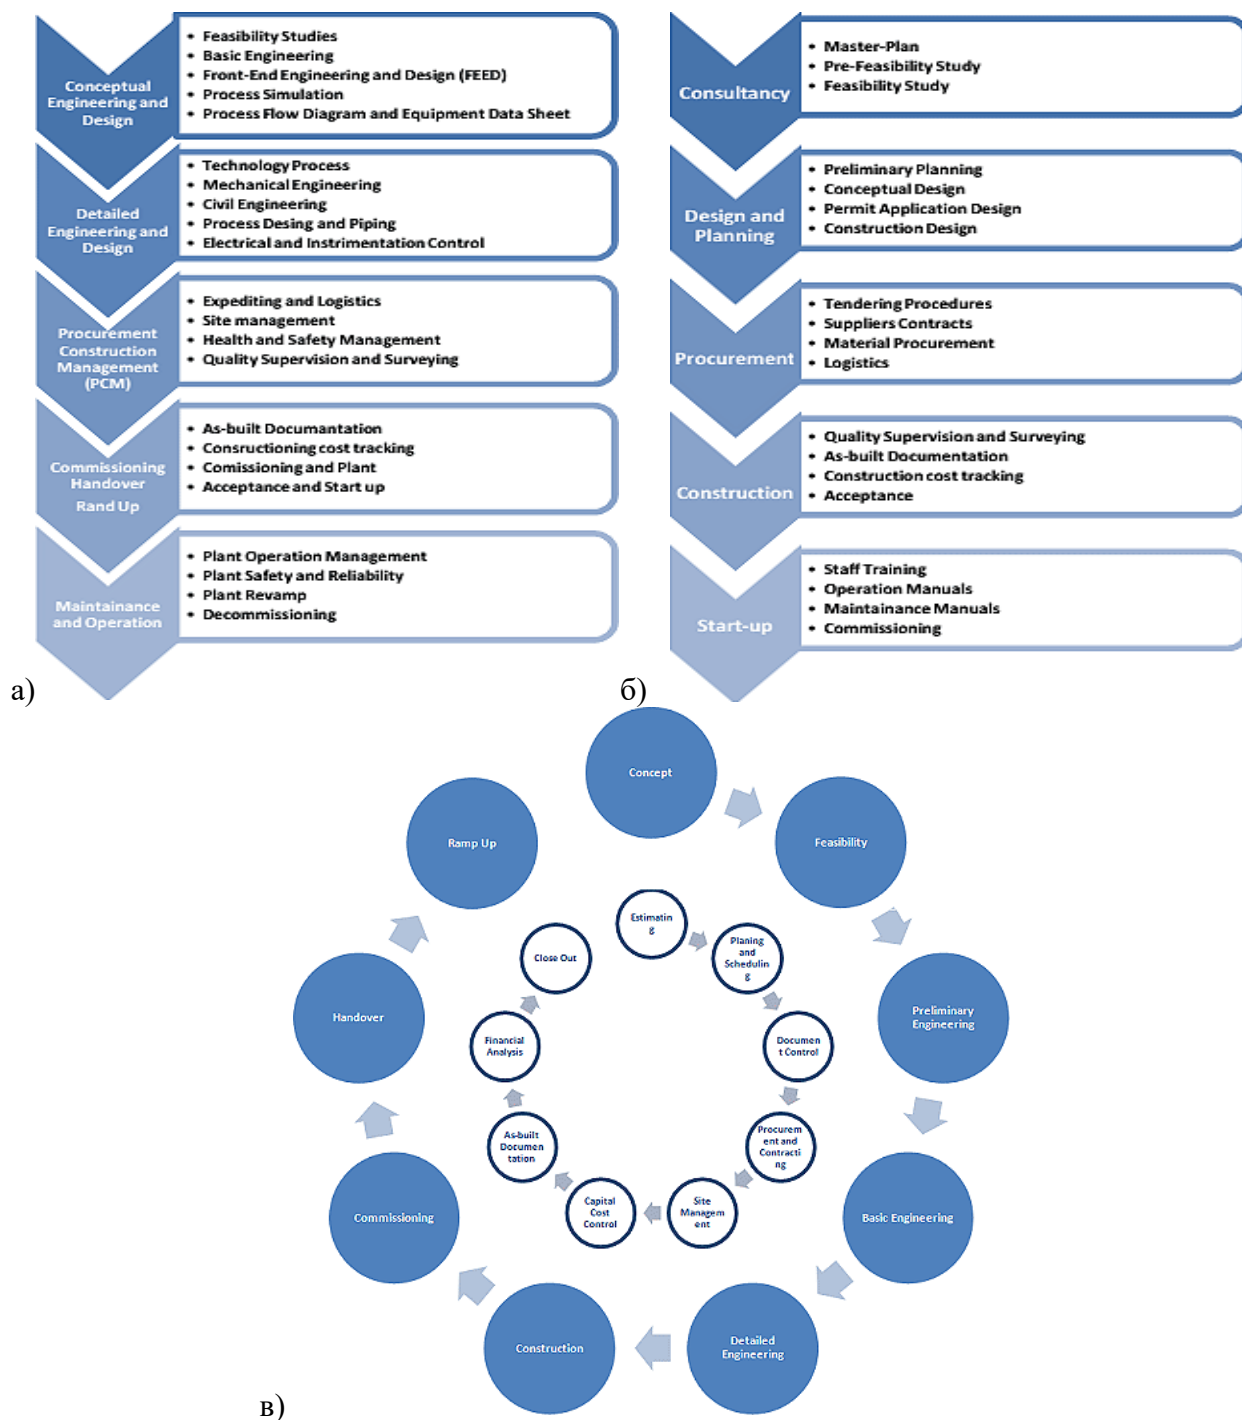 Conceptual
Engineering and
Design
• Feasibility Studies
• Basic Engineering
• Front-End Engineering and Design (FEED)
• Process Simulation
• Process Flow Diagram and Equipment Data Sheet
Detailed
Engineering and
Design
• Technology Process
• Mechanical Engineering
• Civil Engineering
• Process Desing and Piping
• Electrical and Instrimentation Control
Procurement
Construction
Management
(PCM)
• Expediting and Logistics
• Site management
• Health and Safety Management
• Quality Supervision and Surveying
Commissioning
Handover
Rand Up
• As-built Documantation
• Consructioning cost tracking
• Comissioning and Plant
• Acceptance and Start up
Maintainance
and Operation
• Plant Operation Management
• Plant Safety and Reliability
• Plant Revamp
• Decommissioning
а)
Consultancy
• Master-Plan
• Pre-Feasibility Study
• Feasibility Study
Design and
Planning
• Preliminary Planning
• Conceptual Design
• Permit Application Design
• Construction Design
Procurement
• Tendering Procedures
• Suppliers Contracts
• Material Procurement
• Logistics
Construction
• Quality Supervision and Surveying
• As-built Documentation
• Construction cost tracking
• Acceptance
Start-up
• Staff Training
• Operation Manuals
• Maintainance Manuals
• Commissioning
б)
Concept
Feasibility
Preliminary
Engineering
Basic Engineering
Detailed
Engineering
Construction
Commissioning
Handover
Ramp Up
Estimatin
g
Planing
and
Schedulin
g
Documen
t Control
Procurem
ent and
Contracti
ng
Site
Managem
ent
Capital
Cost
Control
As-built
Documen
tation
Financial
Analysis
Close Out
в)